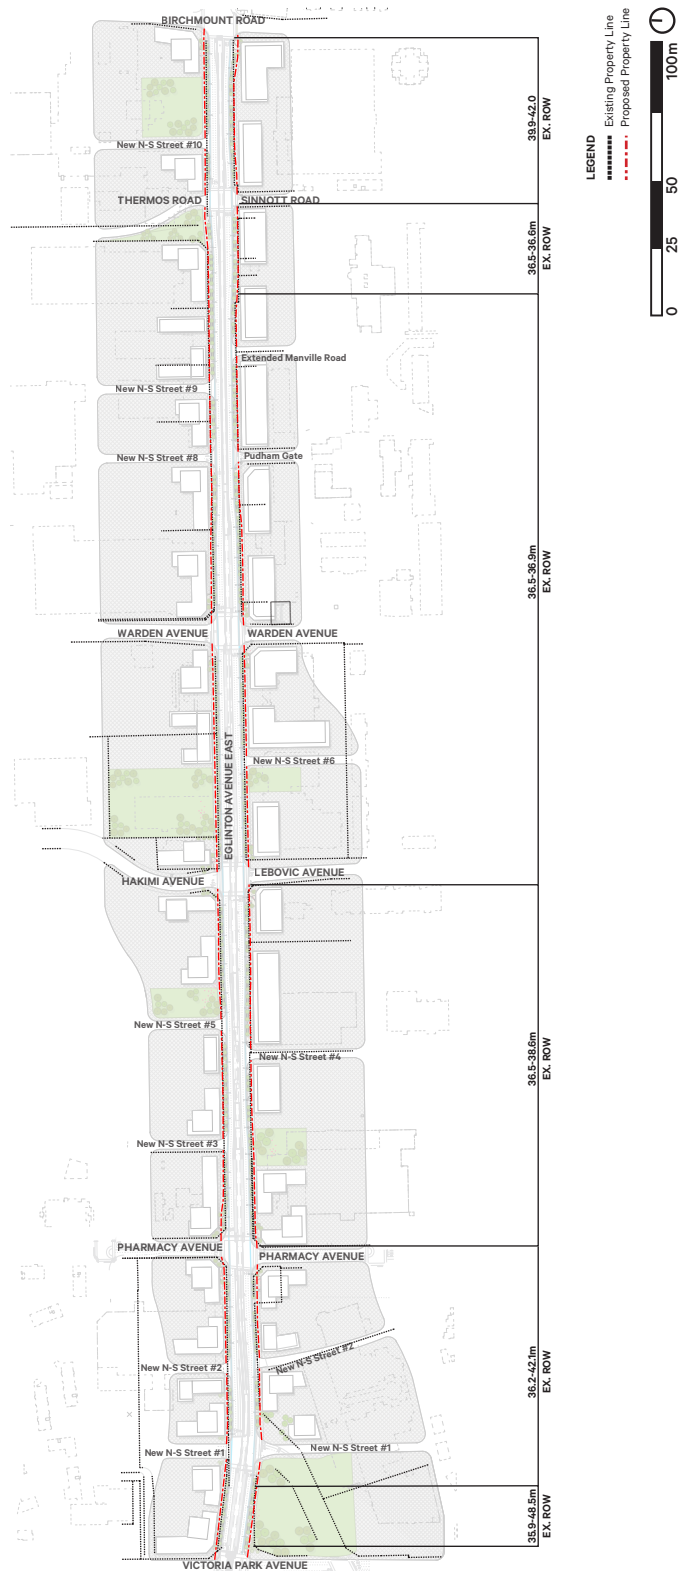 BIRCHMOUNT ROAD
New N-S Street #10
THERMOS ROAD
SINNOTT ROAD
Extended Manville Road
New N-S Street #9
New N-S Street #8
Pudham Gate
WARDEN AVENUE
WARDEN AVENUE
EGLINTON AVENUE EAST
New N-S Street #6
LEBOVIC AVENUE
HAKIMI AVENUE
New N-S Street #5
New N-S Street #4
New N-S Street #3
PHARMACY AVENUE
PHARMACY AVENUE
New N-S Street #2
New N-S Street #2
New N-S Street #1
New N-S Street #1
VICTORIA PARK AVENUE
39.9-42.0
EX. ROW
36.5-36.6m
EX. ROW
36.5-36.9m
EX. ROW
36.5-38.6m
EX. ROW
36.2-42.1m
EX. ROW
35.9-48.5m
EX. ROW
LEGEND
Existing Property Line
Proposed Property Line
0
25
50
100m